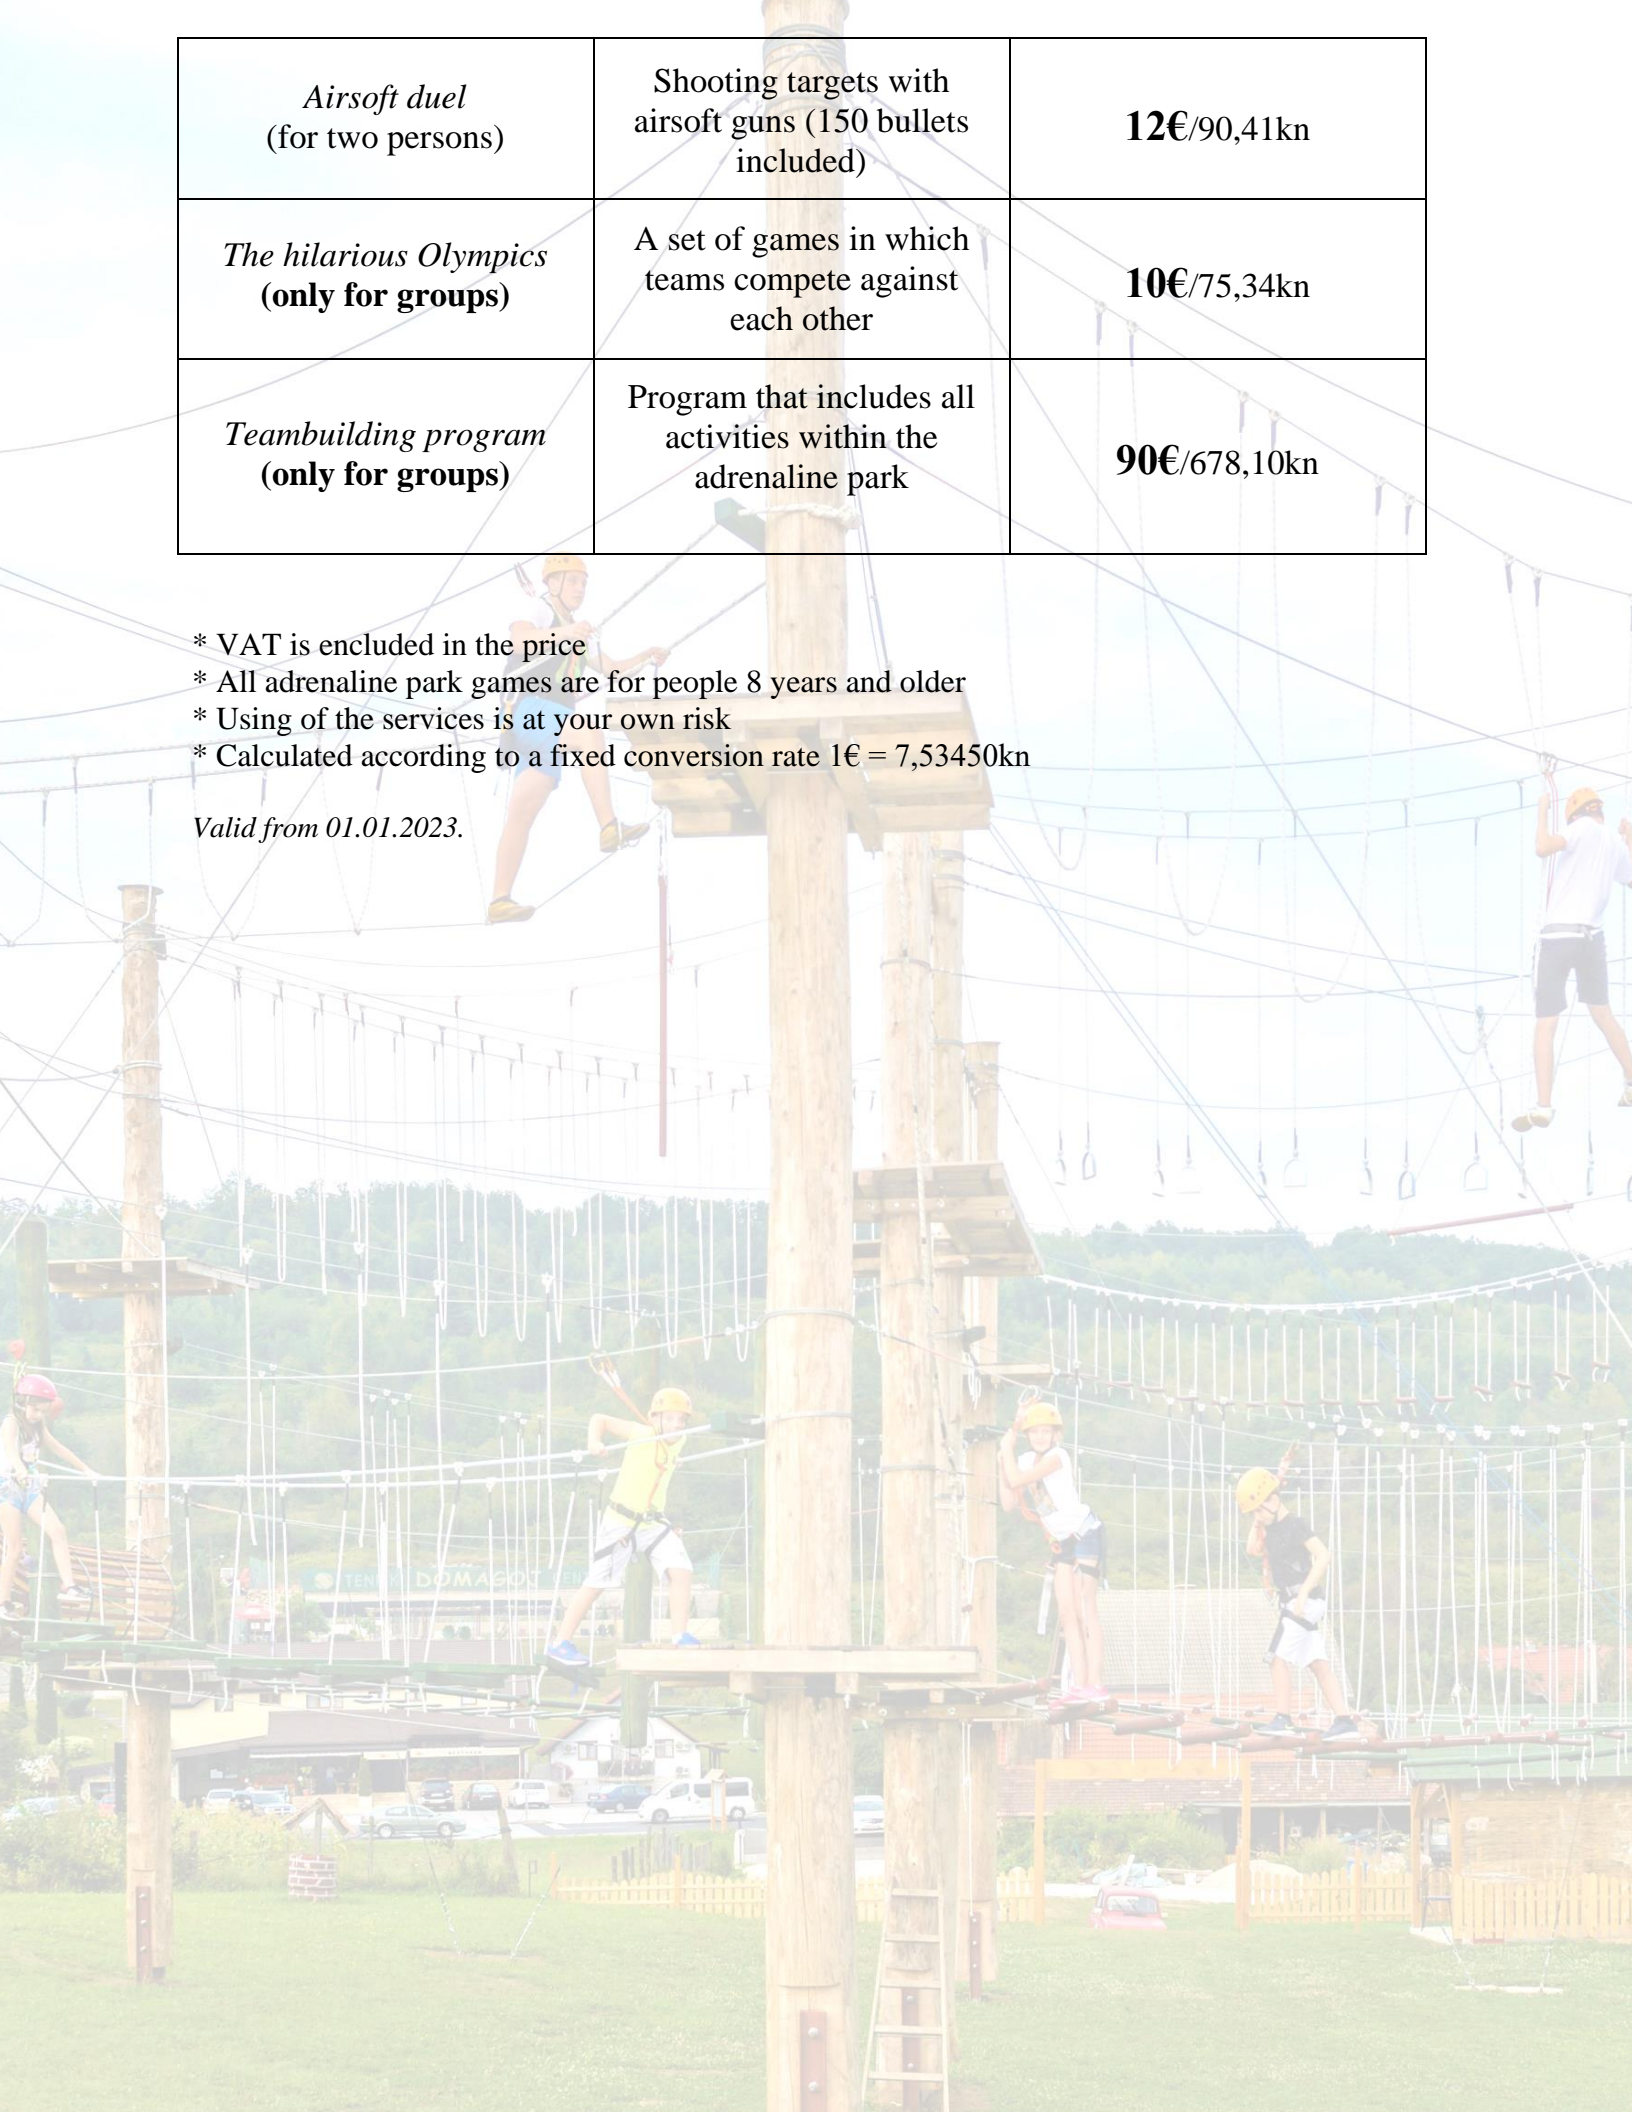 Airsoft duel
(for two persons)
Shooting targets with
airsoft guns (150 bullets
included)
12€/90,41kn
The hilarious Olympics
(only for groups)
A set of games in which
teams compete against
each other
10€/75,34kn
Teambuilding program
(only for groups)
Program that includes all
activities within the
adrenaline park
90€/678,10kn
* VAT is encluded in the price
* All adrenaline park games are for people 8 years and older
* Using of the services is at your own risk
* Calculated according to a fixed conversion rate 1€ = 7,53450kn
Valid from 01.01.2023.
DOMAGOJ